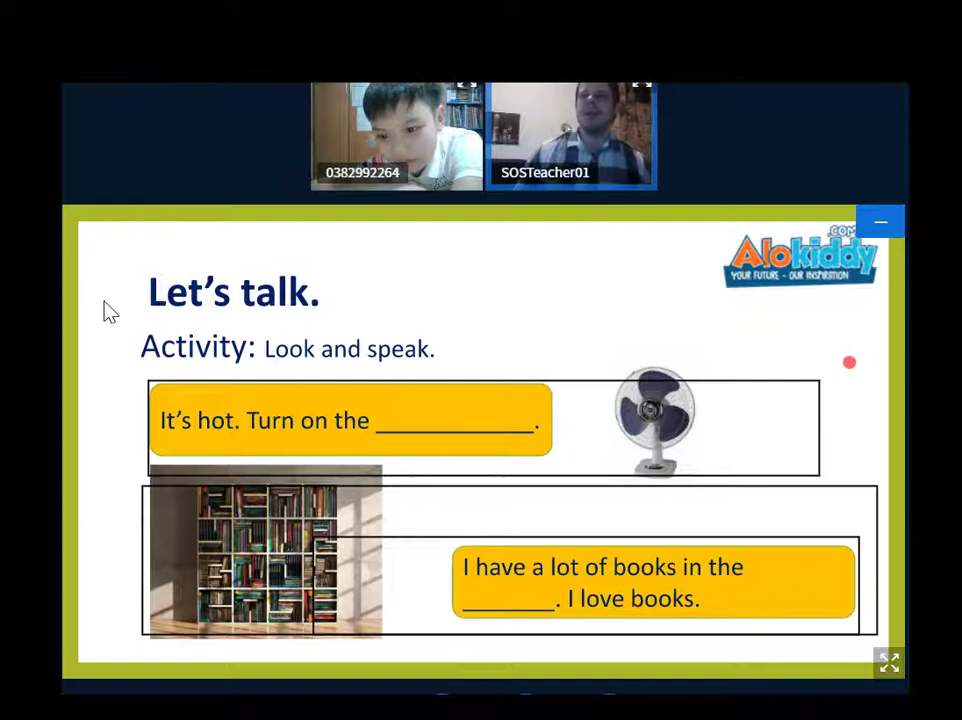 0382992264
SOSTeacher01
.COM
Alokiddy
YOUR FUTURE - OUR INSPIRATION
Let's talk.
Activity: Look and speak.
It's hot. Turn on the ______________.
I have a lot of books in the
________. I love books.